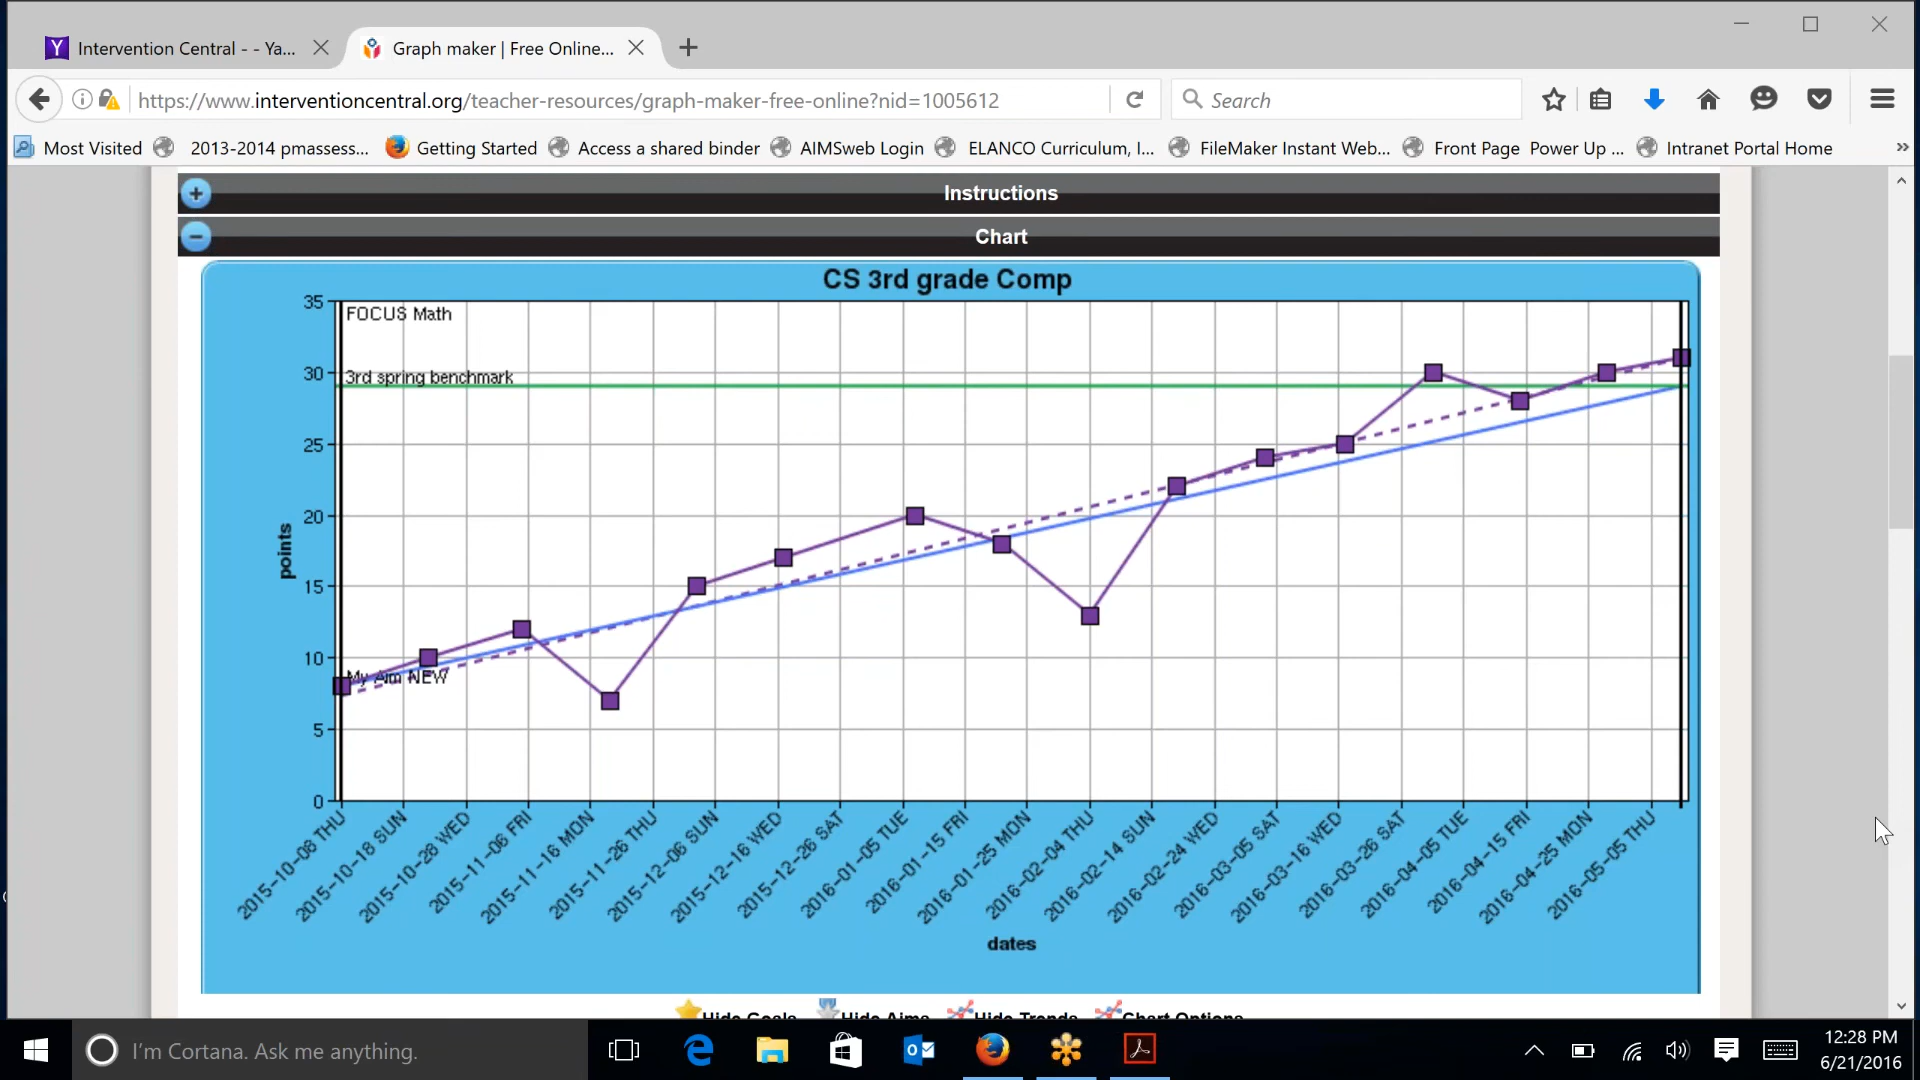 Intervention Central - - Ya...
Graph maker | Free Online...
https://www.interventioncentral.org/teacher-resources/graph-maker-free-online?nid=1005612
Search
Most Visited
2013-2014 pmassess...
Getting Started
Access a shared binder
AIMSweb Login
ELANCO Curriculum, I...
FileMaker Instant Web...
Front Page Power Up ...
Intranet Portal Home
Instructions
Chart
CS 3rd grade Comp
35
FOCUS Math
30
3rd spring benchmark
25
20
points
15
10
My Aim NEW
5
0
2015-10-08 THU
2015-10-18 SUN
2015-10-28 WED
2015-11-06 FRI
2015-11-16 MON
2015-11-26 THU
2015-12-06 SUN
2015-12-16 WED
2015-12-26 SAT
2016-01-05 TUE
2016-01-15 FRI
2016-01-25 MON
2016-02-04 THU
2016-02-14 SUN
2016-02-24 WED
2016-03-05 SAT
2016-03-16 WED
2016-03-26 SAT
2016-04-05 TUE
2016-04-15 FRI
2016-04-25 MON
2016-05-05 THU
dates
Hide Goals
Hide Aims
Hide Trends
Chart Options
I'm Cortana. Ask me anything.
12:28 PM
6/21/2016